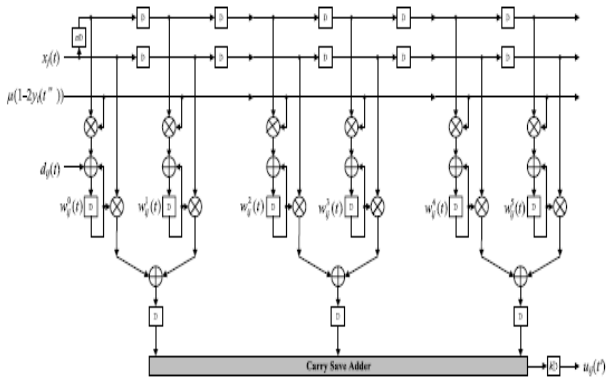 D D D D D
mD
x_j(t)
D D D D D
μ(1-2y_i(t''))
d_ij(t)
w_ij^0(t) D w_ij^1(t) D w_ij^2(t) D w_ij^3(t) D w_ij^4(t) D w_ij^5(t) D
D D D
Carry Save Adder
kD
u_ij(t')